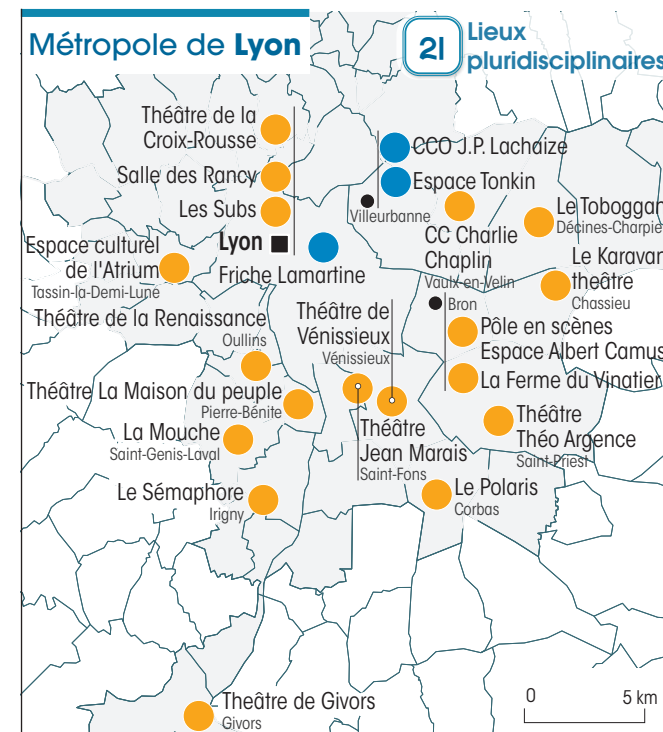 Métropole de Lyon
21
Lieux
pluridisciplinaires
Théâtre de la
Croix-Rousse
Salle des Rancy
Les Subs
Lyon
Friche Lamartine
CCO J.P. Lachaize
Espace Tonkin
Villeurbanne
CC Charlie
Chaplin
Vaulx-en-Velin
Le Toboggan
Décines-Charpie
Le Karavan
théâtre
Chassieu
Espace culturel
de l'Atrium
Tassin-la-Demi-Lune
Théâtre de la Renaissance
Oullins
Théâtre de
Vénissieux
Vénissieux
Bron
Pôle en scènes
Espace Albert Camus
La Ferme du Vinatier
Théâtre La Maison du peuple
Pierre-Bénite
La Mouche
Saint-Genis-Laval
Théâtre
Jean Marais
Saint-Fons
Théâtre
Théo Argence
Saint-Priest
Le Sémaphore
Irigny
Le Polaris
Corbas
Theâtre de Givors
Givors
0 5 km